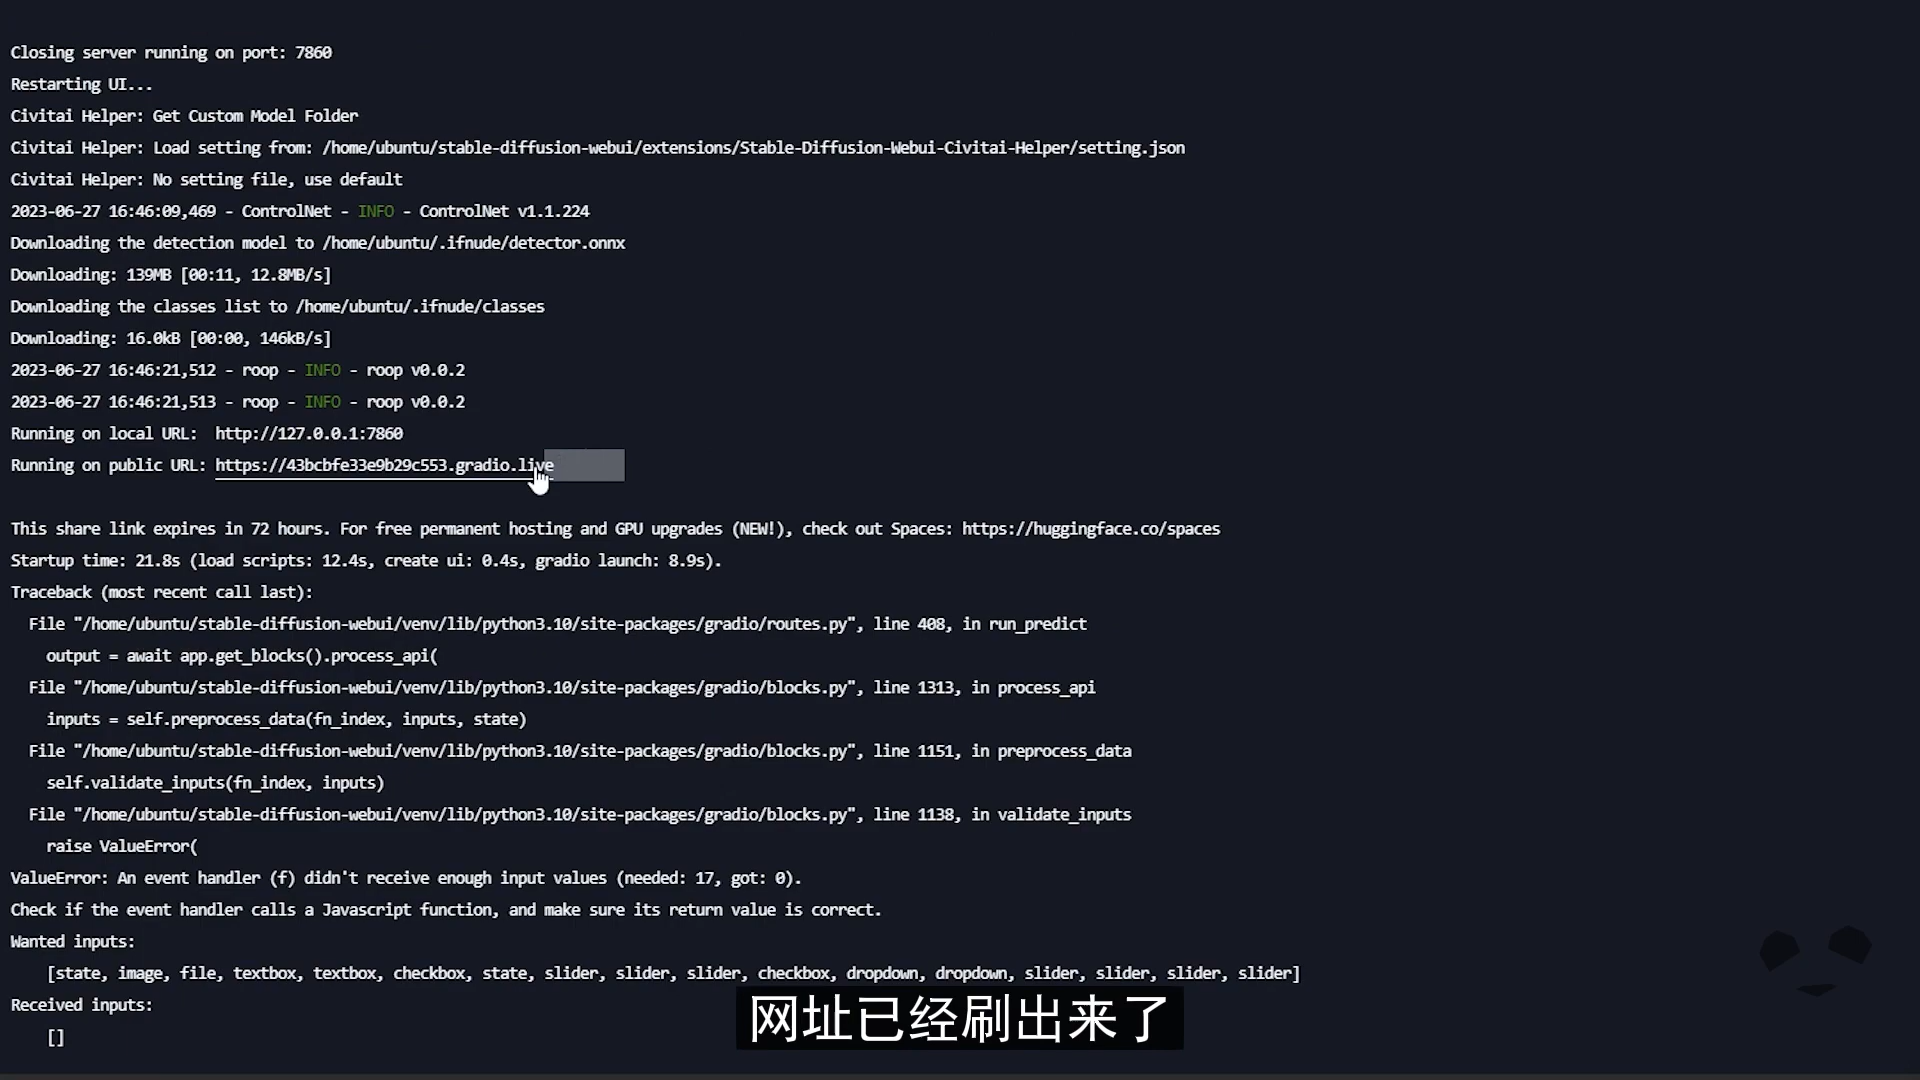 Closing server running on port: 7860
Restarting UI...
Civitai Helper: Get Custom Model Folder
Civitai Helper: Load setting from: /home/ubuntu/stable-diffusion-webui/extensions/Stable-Diffusion-Webui-Civitai-Helper/setting.json
Civitai Helper: No setting file, use default
2023-06-27 16:46:09,469 - ControlNet - INFO - ControlNet v1.1.224
Downloading the detection model to /home/ubuntu/.ifnude/detector.onnx
Downloading: 139MB [00:11, 12.8MB/s]
Downloading the classes list to /home/ubuntu/.ifnude/classes
Downloading: 16.0kB [00:00, 146kB/s]
2023-06-27 16:46:21,512 - roop - INFO - roop v0.0.2
2023-06-27 16:46:21,513 - roop - INFO - roop v0.0.2
Running on local URL:  http://127.0.0.1:7860
Running on public URL: https://43bcbfe33e9b29c553.gradio.live
This share link expires in 72 hours. For free permanent hosting and GPU upgrades (NEW!), check out Spaces: https://huggingface.co/spaces
Startup time: 21.8s (load scripts: 12.4s, create ui: 0.4s, gradio launch: 8.9s).
Traceback (most recent call last):
  File "/home/ubuntu/stable-diffusion-webui/venv/lib/python3.10/site-packages/gradio/routes.py", line 408, in run_predict
    output = await app.get_blocks().process_api(
  File "/home/ubuntu/stable-diffusion-webui/venv/lib/python3.10/site-packages/gradio/blocks.py", line 1313, in process_api
    inputs = self.preprocess_data(fn_index, inputs, state)
  File "/home/ubuntu/stable-diffusion-webui/venv/lib/python3.10/site-packages/gradio/blocks.py", line 1151, in preprocess_data
    self.validate_inputs(fn_index, inputs)
  File "/home/ubuntu/stable-diffusion-webui/venv/lib/python3.10/site-packages/gradio/blocks.py", line 1138, in validate_inputs
    raise ValueError(
ValueError: An event handler (f) didn't receive enough input values (needed: 17, got: 0).
Check if the event handler calls a Javascript function, and make sure its return value is correct.
Wanted inputs:
    [state, image, file, textbox, textbox, checkbox, state, slider, slider, slider, checkbox, dropdown, dropdown, slider, slider, slider, slider]
Received inputs:
    []
网址已经刷出来了